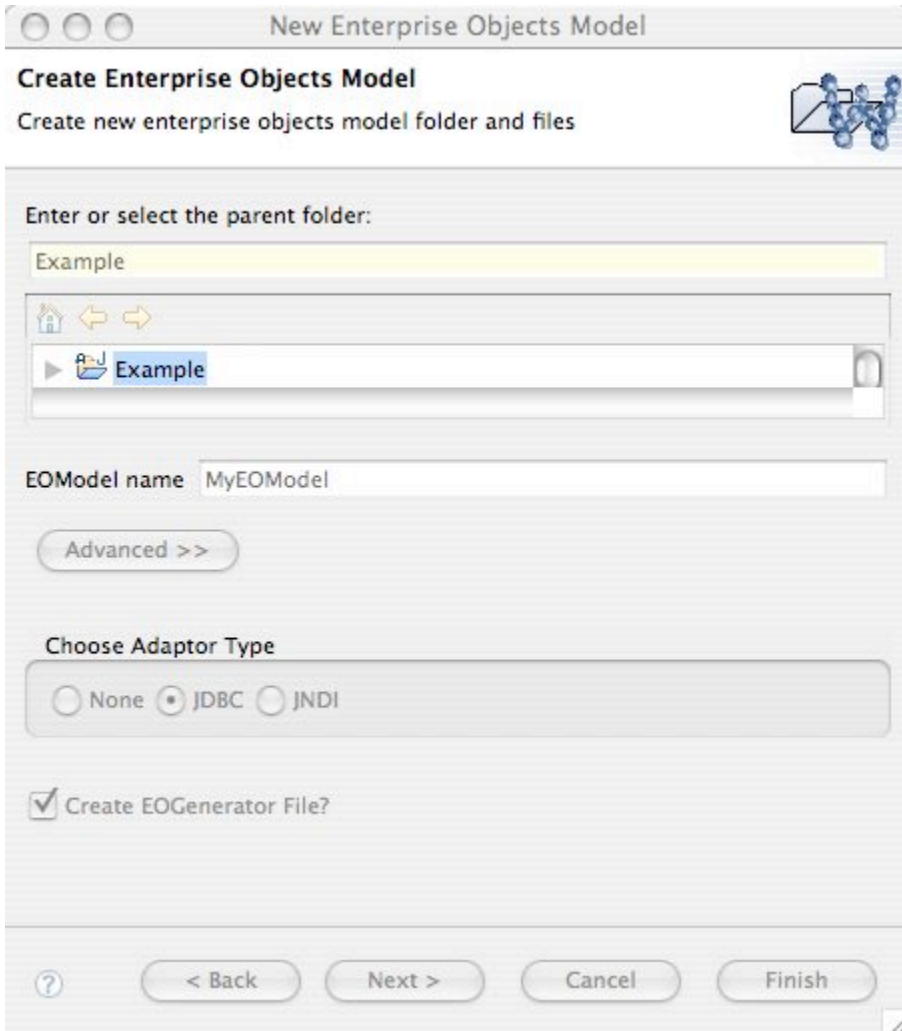 New Enterprise Objects Model
Create Enterprise Objects Model
Create new enterprise objects model folder and files
Enter or select the parent folder:
Example
Example
EOModel name MyEOModel
Advanced >>
Choose Adaptor Type
None JDBC JNDI
Create EOGenerator File?
? < Back Next > Cancel Finish